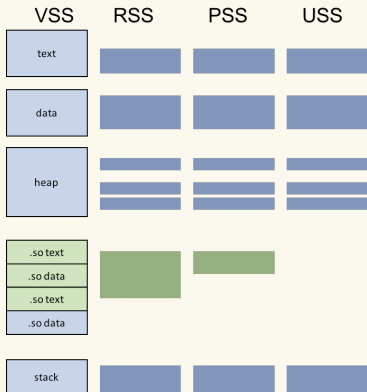 VSS RSS PSS USS
text
data
heap
.so text
.so data
.so text
.so data
stack